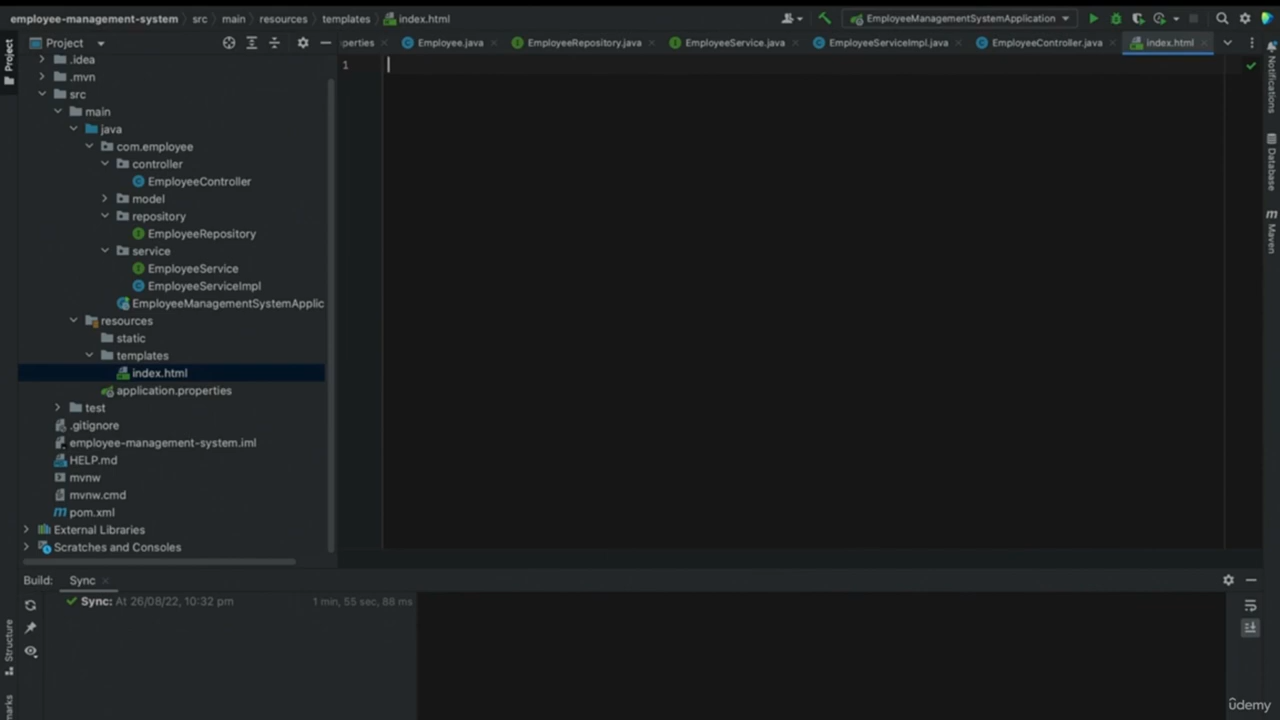 employee-management-system src main resources templates index.html EmployeeManagementSystemApplication
Project perties Employee.java EmployeeRepository.java EmployeeService.java EmployeeServiceImpl.java EmployeeController.java index.html
Project
Notifications
Database
Maven
1
.idea
.mvn
src
main
java
com.employee
controller
EmployeeController
model
repository
EmployeeRepository
service
EmployeeService
EmployeeServiceImpl
EmployeeManagementSystemApplic
resources
static
templates
index.html
application.properties
test
.gitignore
employee-management-system.iml
HELP.md
mvnw
mvnw.cmd
pom.xml
External Libraries
Scratches and Consoles
Build: Sync
Sync: At 26/08/22, 10:32 pm 1 min, 55 sec, 88 ms
Structure
marks
ûdemy